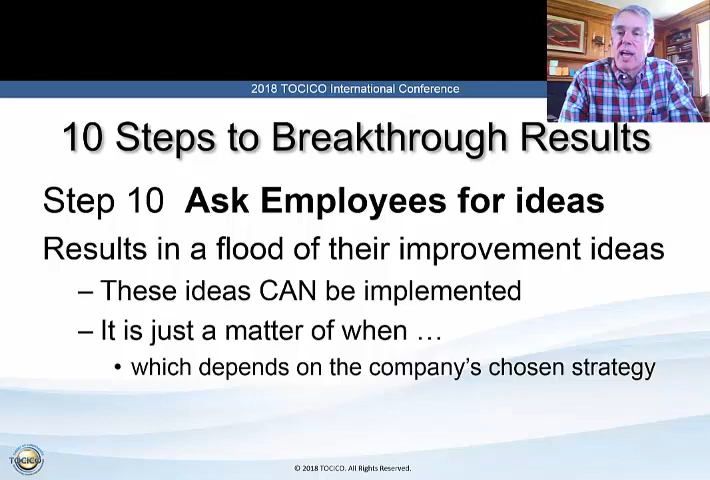 2018 TOCICO International Conference
10 Steps to Breakthrough Results
Step 10 Ask Employees for ideas
Results in a flood of their improvement ideas
– These ideas CAN be implemented
– It is just a matter of when …
• which depends on the company's chosen strategy
TOCICO
© 2018 TOCICO. All Rights Reserved.